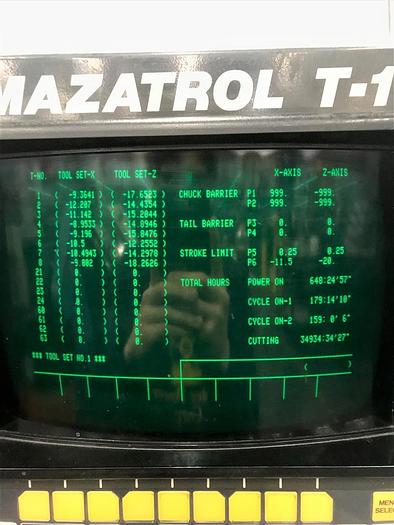 MAZATROL T-1
X-AXIS Z-AXIS
T-NO. TOOL SET-X TOOL SET-Z
1 ( -9.3641 ) ( -17.6523 ) CHUCK BARRIER P1 999. -999.
2 ( -12.207 ) ( -14.4354 ) P2 -999. -999.
3 ( -11.142 ) ( -15.2044 )
4 ( -8.9533 ) ( -14.8946 ) TAIL BARRIER P3 0. 0.
5 ( -9.196 ) ( -15.8476 ) P4 0. 0.
6 ( -10.5 ) ( -12.2552 )
7 ( -10.4943 ) ( -14.2978 ) STROKE LIMIT P5 0.25 0.25
8 ( -9.802 ) ( -18.2626 ) P6 -11.5 -20.
21 ( 0. ) ( 0. )
22 ( 0. ) ( 0. ) TOTAL HOURS POWER ON 648:24'57"
23 ( 0. ) ( 0. )
24 ( 0. ) ( 0. ) CYCLE ON-1 179:14'10"
60 ( 0. ) ( 0. )
61 ( 0. ) ( 0. ) CYCLE ON-2 159: 0' 6"
62 ( 0. ) ( 0. )
63 ( 0. ) ( 0. ) CUTTING 34934:34'27"
*** TOOL SET NO.1 ***
( )
MEN
SELEC